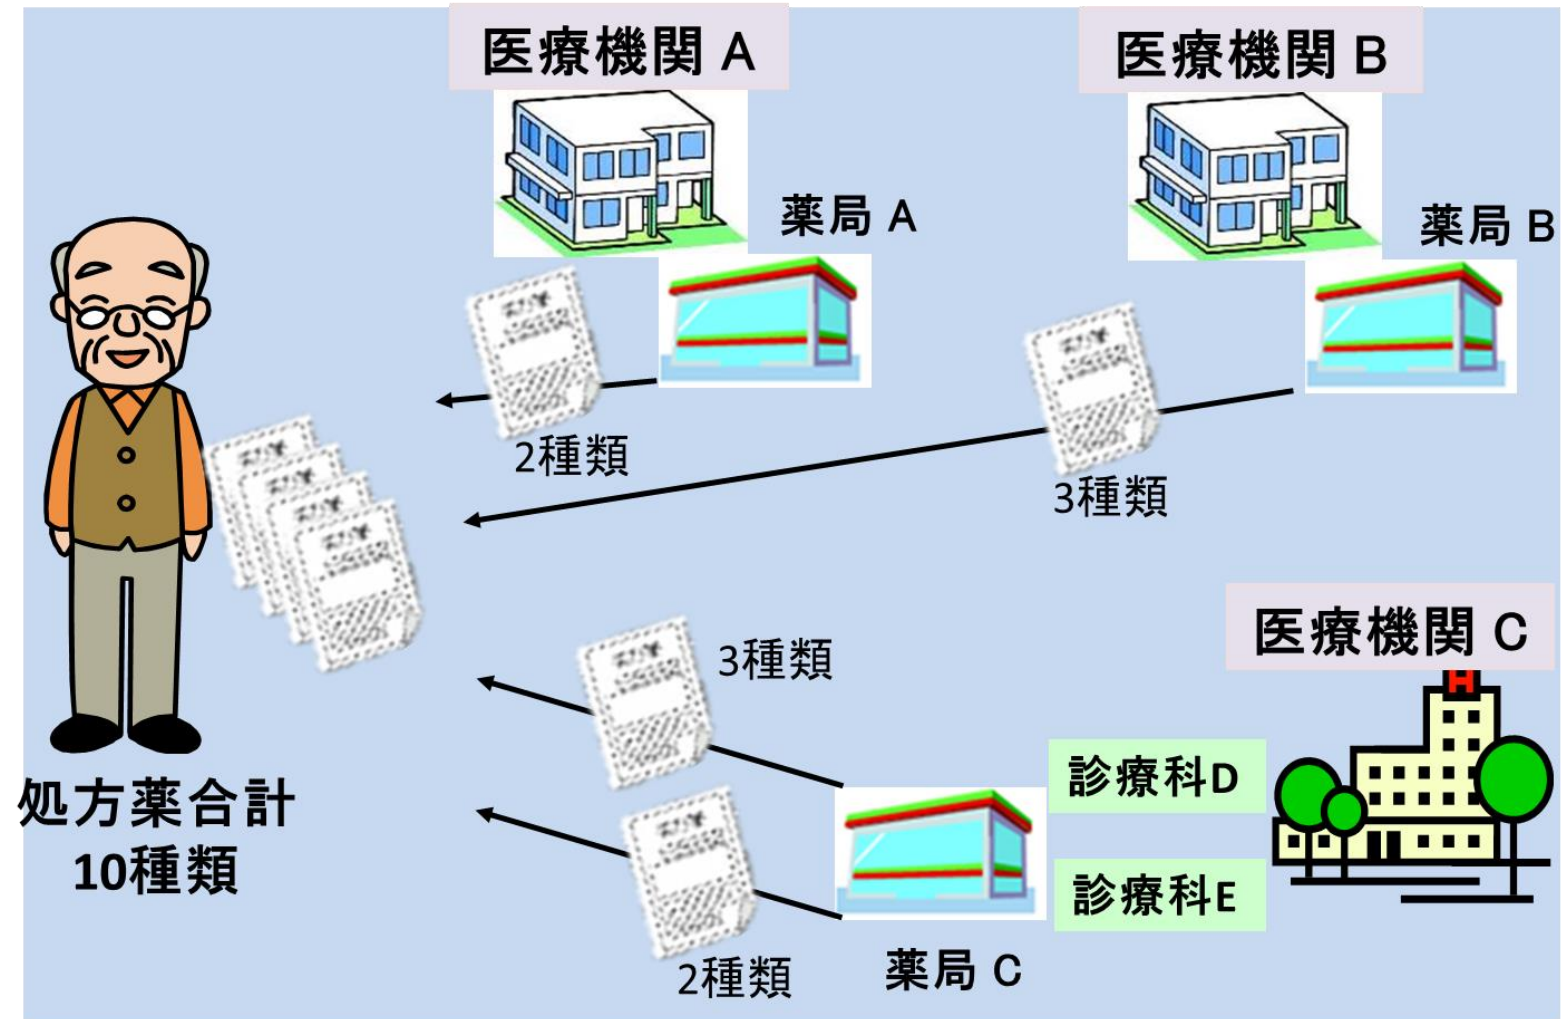 医療機関 A
医療機関 B
薬局 A
薬局 B
2種類
3種類
医療機関 C
H
3種類
診療科D
処方薬合計
10種類
診療科E
2種類
薬局 C